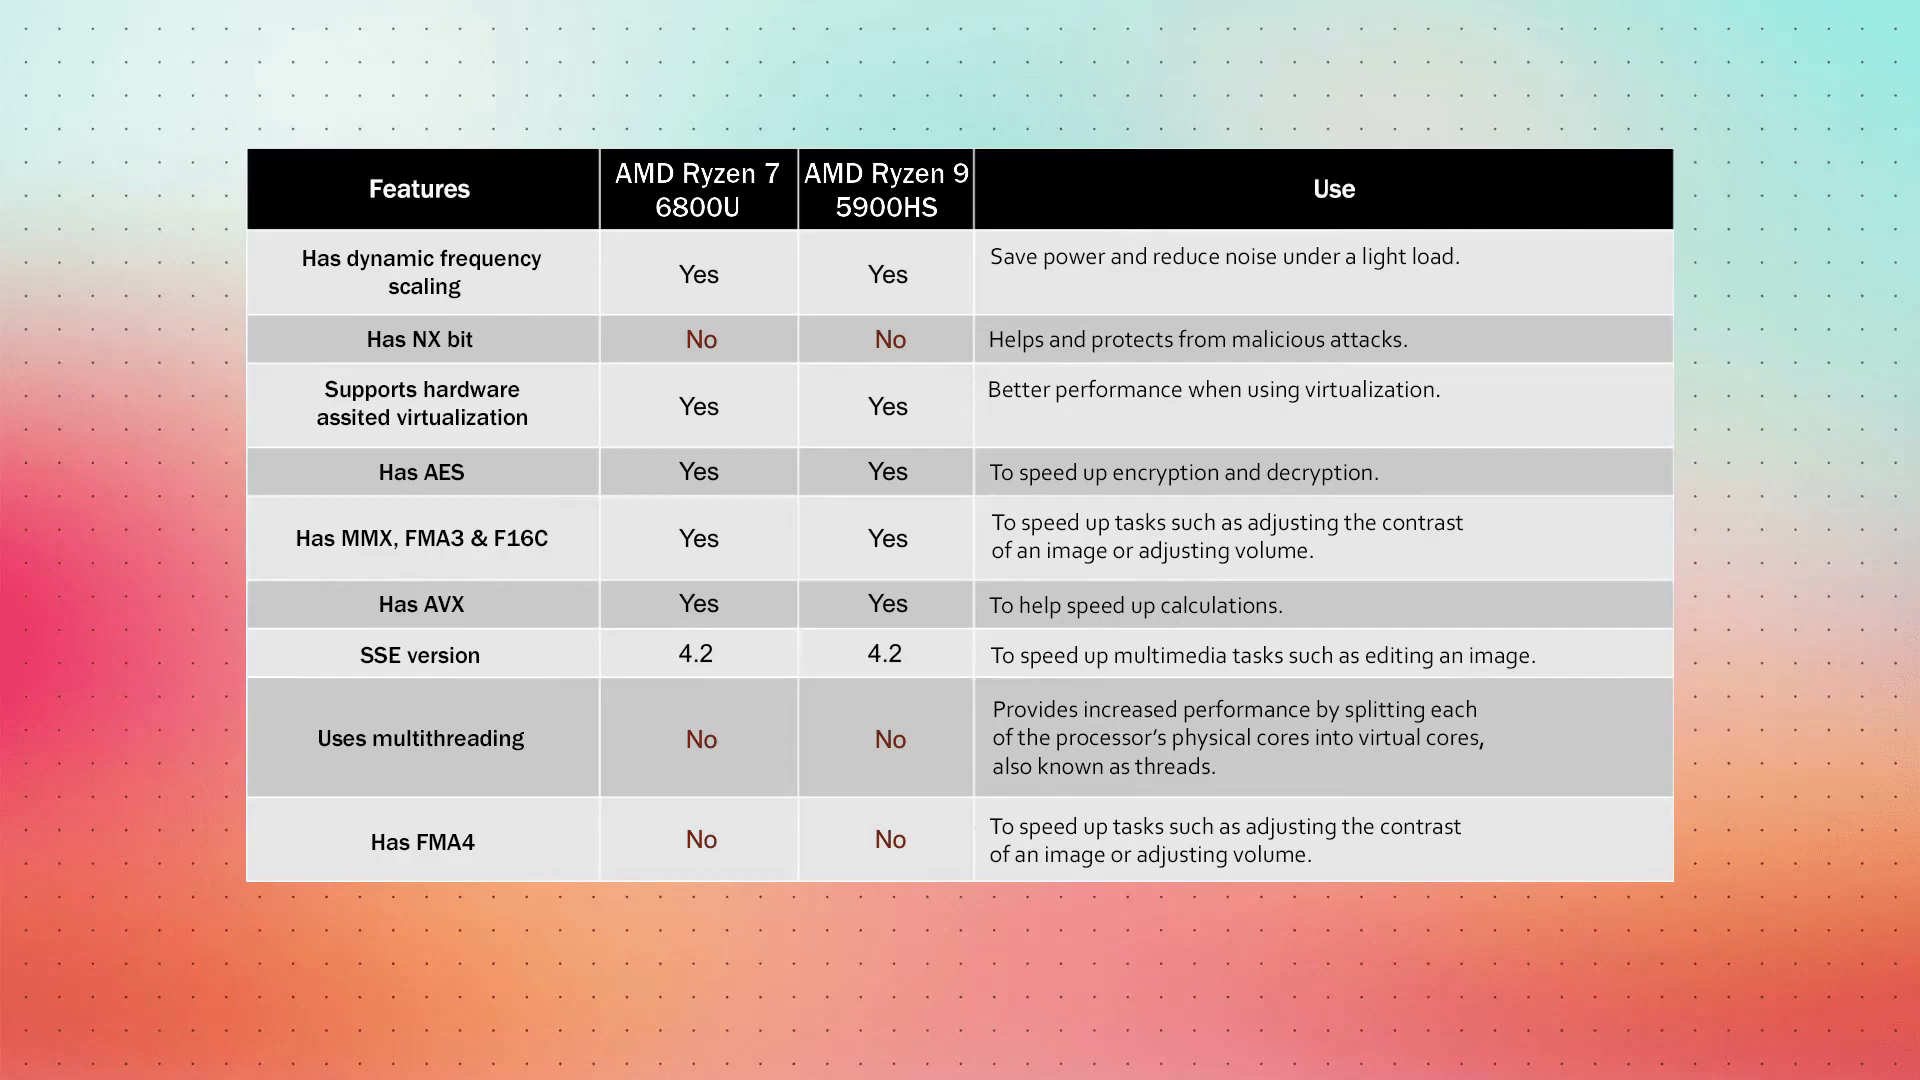 Features
AMD Ryzen 7
6800U
AMD Ryzen 9
5900HS
Use
Has dynamic frequency
scaling
Yes
Yes
Save power and reduce noise under a light load.
Has NX bit
No
No
Helps and protects from malicious attacks.
Supports hardware
assited virtualization
Yes
Yes
Better performance when using virtualization.
Has AES
Yes
Yes
To speed up encryption and decryption.
Has MMX, FMA3 & F16C
Yes
Yes
To speed up tasks such as adjusting the contrast
of an image or adjusting volume.
Has AVX
Yes
Yes
To help speed up calculations.
SSE version
4.2
4.2
To speed up multimedia tasks such as editing an image.
Uses multithreading
No
No
Provides increased performance by splitting each
of the processor's physical cores into virtual cores,
also known as threads.
Has FMA4
No
No
To speed up tasks such as adjusting the contrast
of an image or adjusting volume.